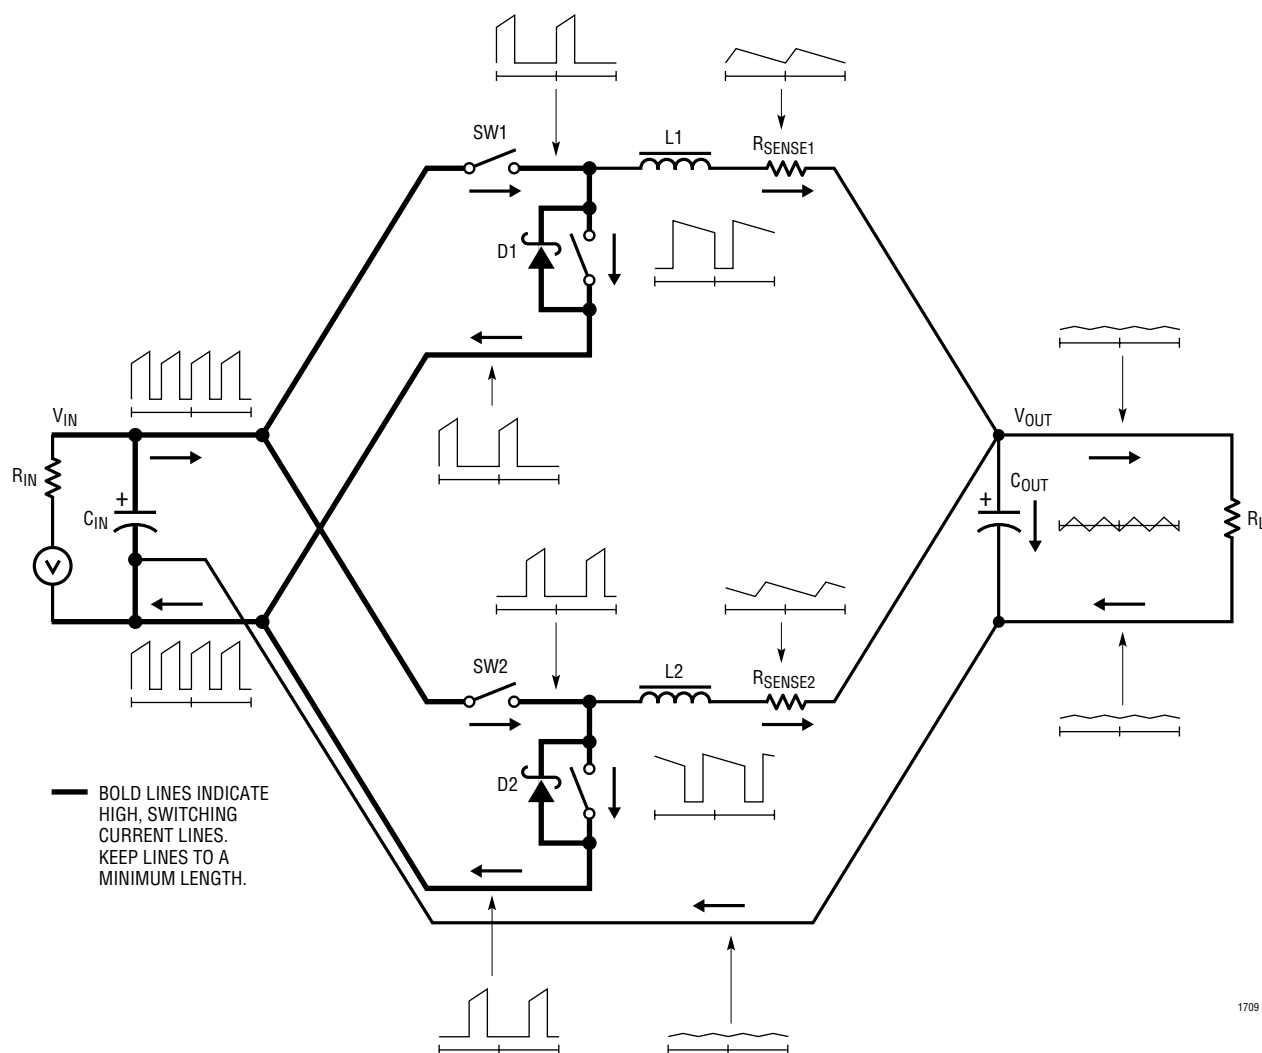 SW1
L1
RSENSE1
D1
VIN
VOUT
RIN
+
CIN
+
COUT
RL
SW2
L2
RSENSE2
D2
BOLD LINES INDICATE
HIGH, SWITCHING
CURRENT LINES.
KEEP LINES TO A
MINIMUM LENGTH.
1709